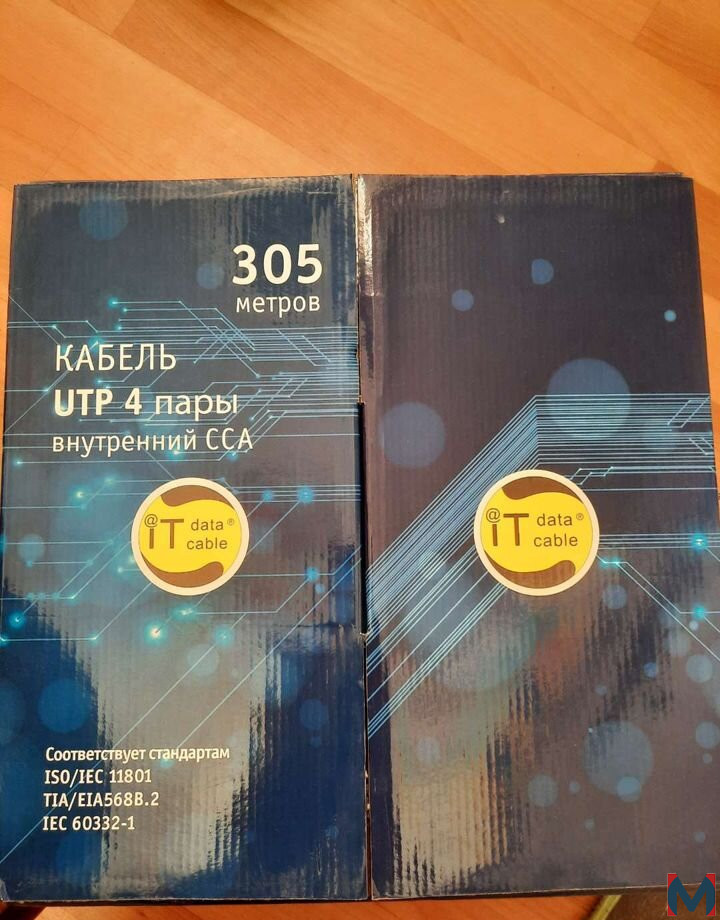 305
метров
КАБЕЛЬ
UTP 4 пары
внутренний CCA
@
iT data®
cable
@
iT data®
cable
Соответствует стандартам
ISO/IEC 11801
TIA/EIA568B.2
IEC 60332-1
M